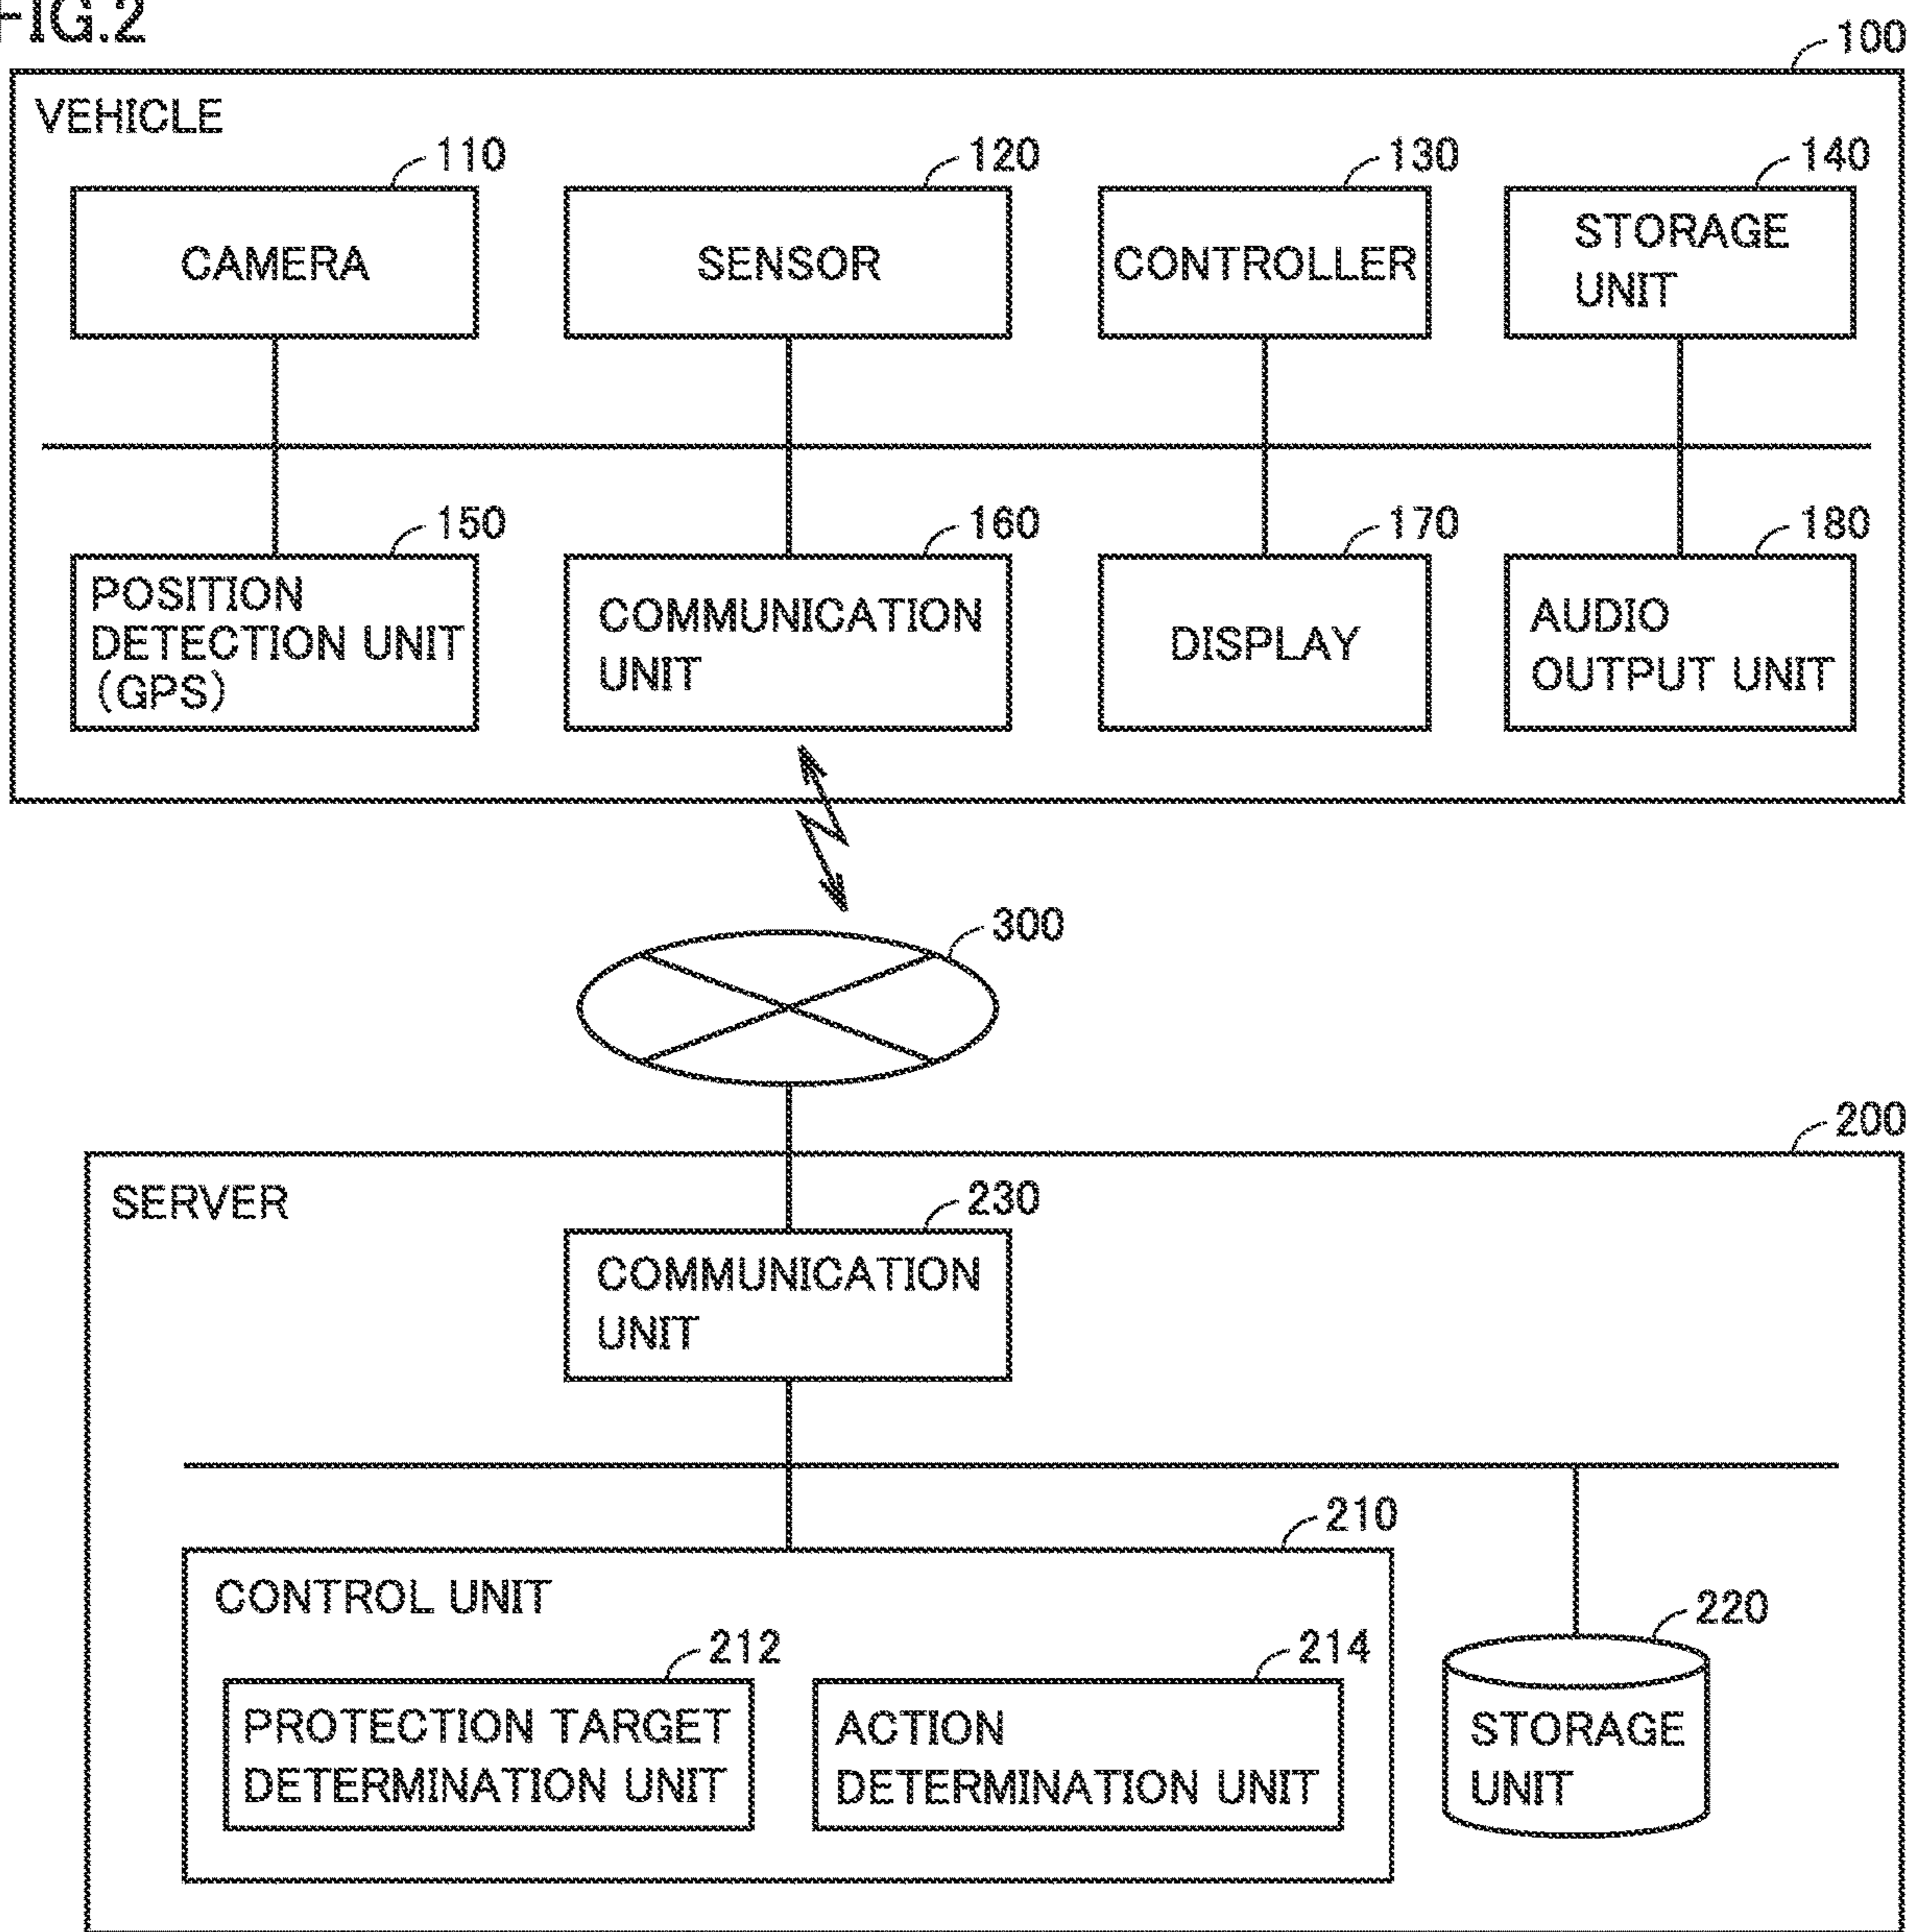 FIG.2
100
VEHICLE
110
120
130
140
CAMERA
SENSOR
CONTROLLER
STORAGE
UNIT
150
160
170
180
POSITION
DETECTION UNIT
(GPS)
COMMUNICATION
UNIT
DISPLAY
AUDIO
OUTPUT UNIT
300
200
SERVER
230
COMMUNICATION
UNIT
210
CONTROL UNIT
212
214
220
PROTECTION TARGET
DETERMINATION UNIT
ACTION
DETERMINATION UNIT
STORAGE
UNIT